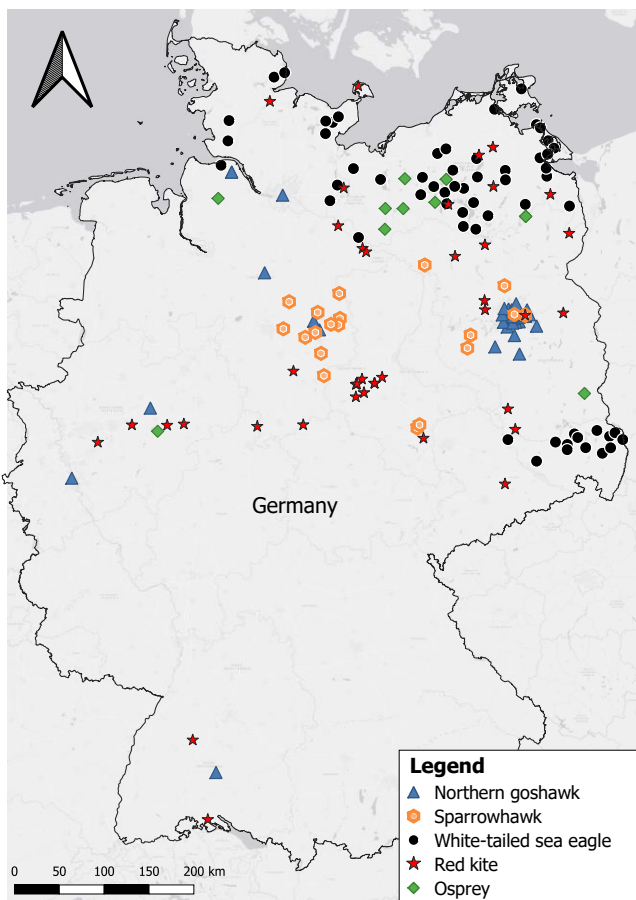 Germany
Legend
Northern goshawk
Sparrowhawk
White-tailed sea eagle
Red kite
Osprey
0 50 100 150 200 km